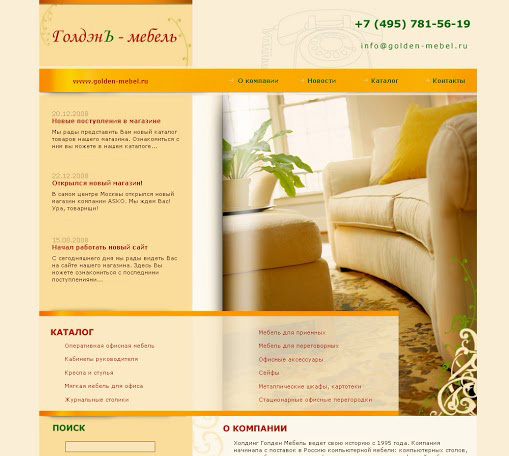 ГолдэнЪ - мебель
+7 (495) 781-56-19
info@golden-mebel.ru
www.golden-mebel.ru
О компании
Новости
Каталог
Контакты
20.12.2008
Новые поступления в магазине
Мы рады представить Вам новый каталог
товаров нашего магазина. Ознакомиться с
ним вы можете в нашем каталоге...
22.12.2008
Открылся новый магазин!
В самом центре Москвы открылся новый
магазин компании ASKO. Мы ждем Вас!
Ура, товарищи!
15.00.2008
Начал работать новый сайт
С сегодняшнего дня мы рады видеть Вас
на сайте нашего магазина. Здесь Вы
можете ознакомиться с последними
поступлениями...
КАТАЛОГ
Оперативная офисная мебель
Кабинеты руководителя
Кресла и стулья
Мягкая мебель для офиса
Журнальные столики
Мебель для приемных
Мебель для переговорных
Офисные аксессуары
Сейфы
Металлические шкафы, картотеки
Стационарные офисные перегородки
ПОИСК
О КОМПАНИИ
Холдинг Голден Мебель ведет свою историю с 1995 года. Компания
начинала с поставок в Россию компьютерной мебели: компьютерных столов,